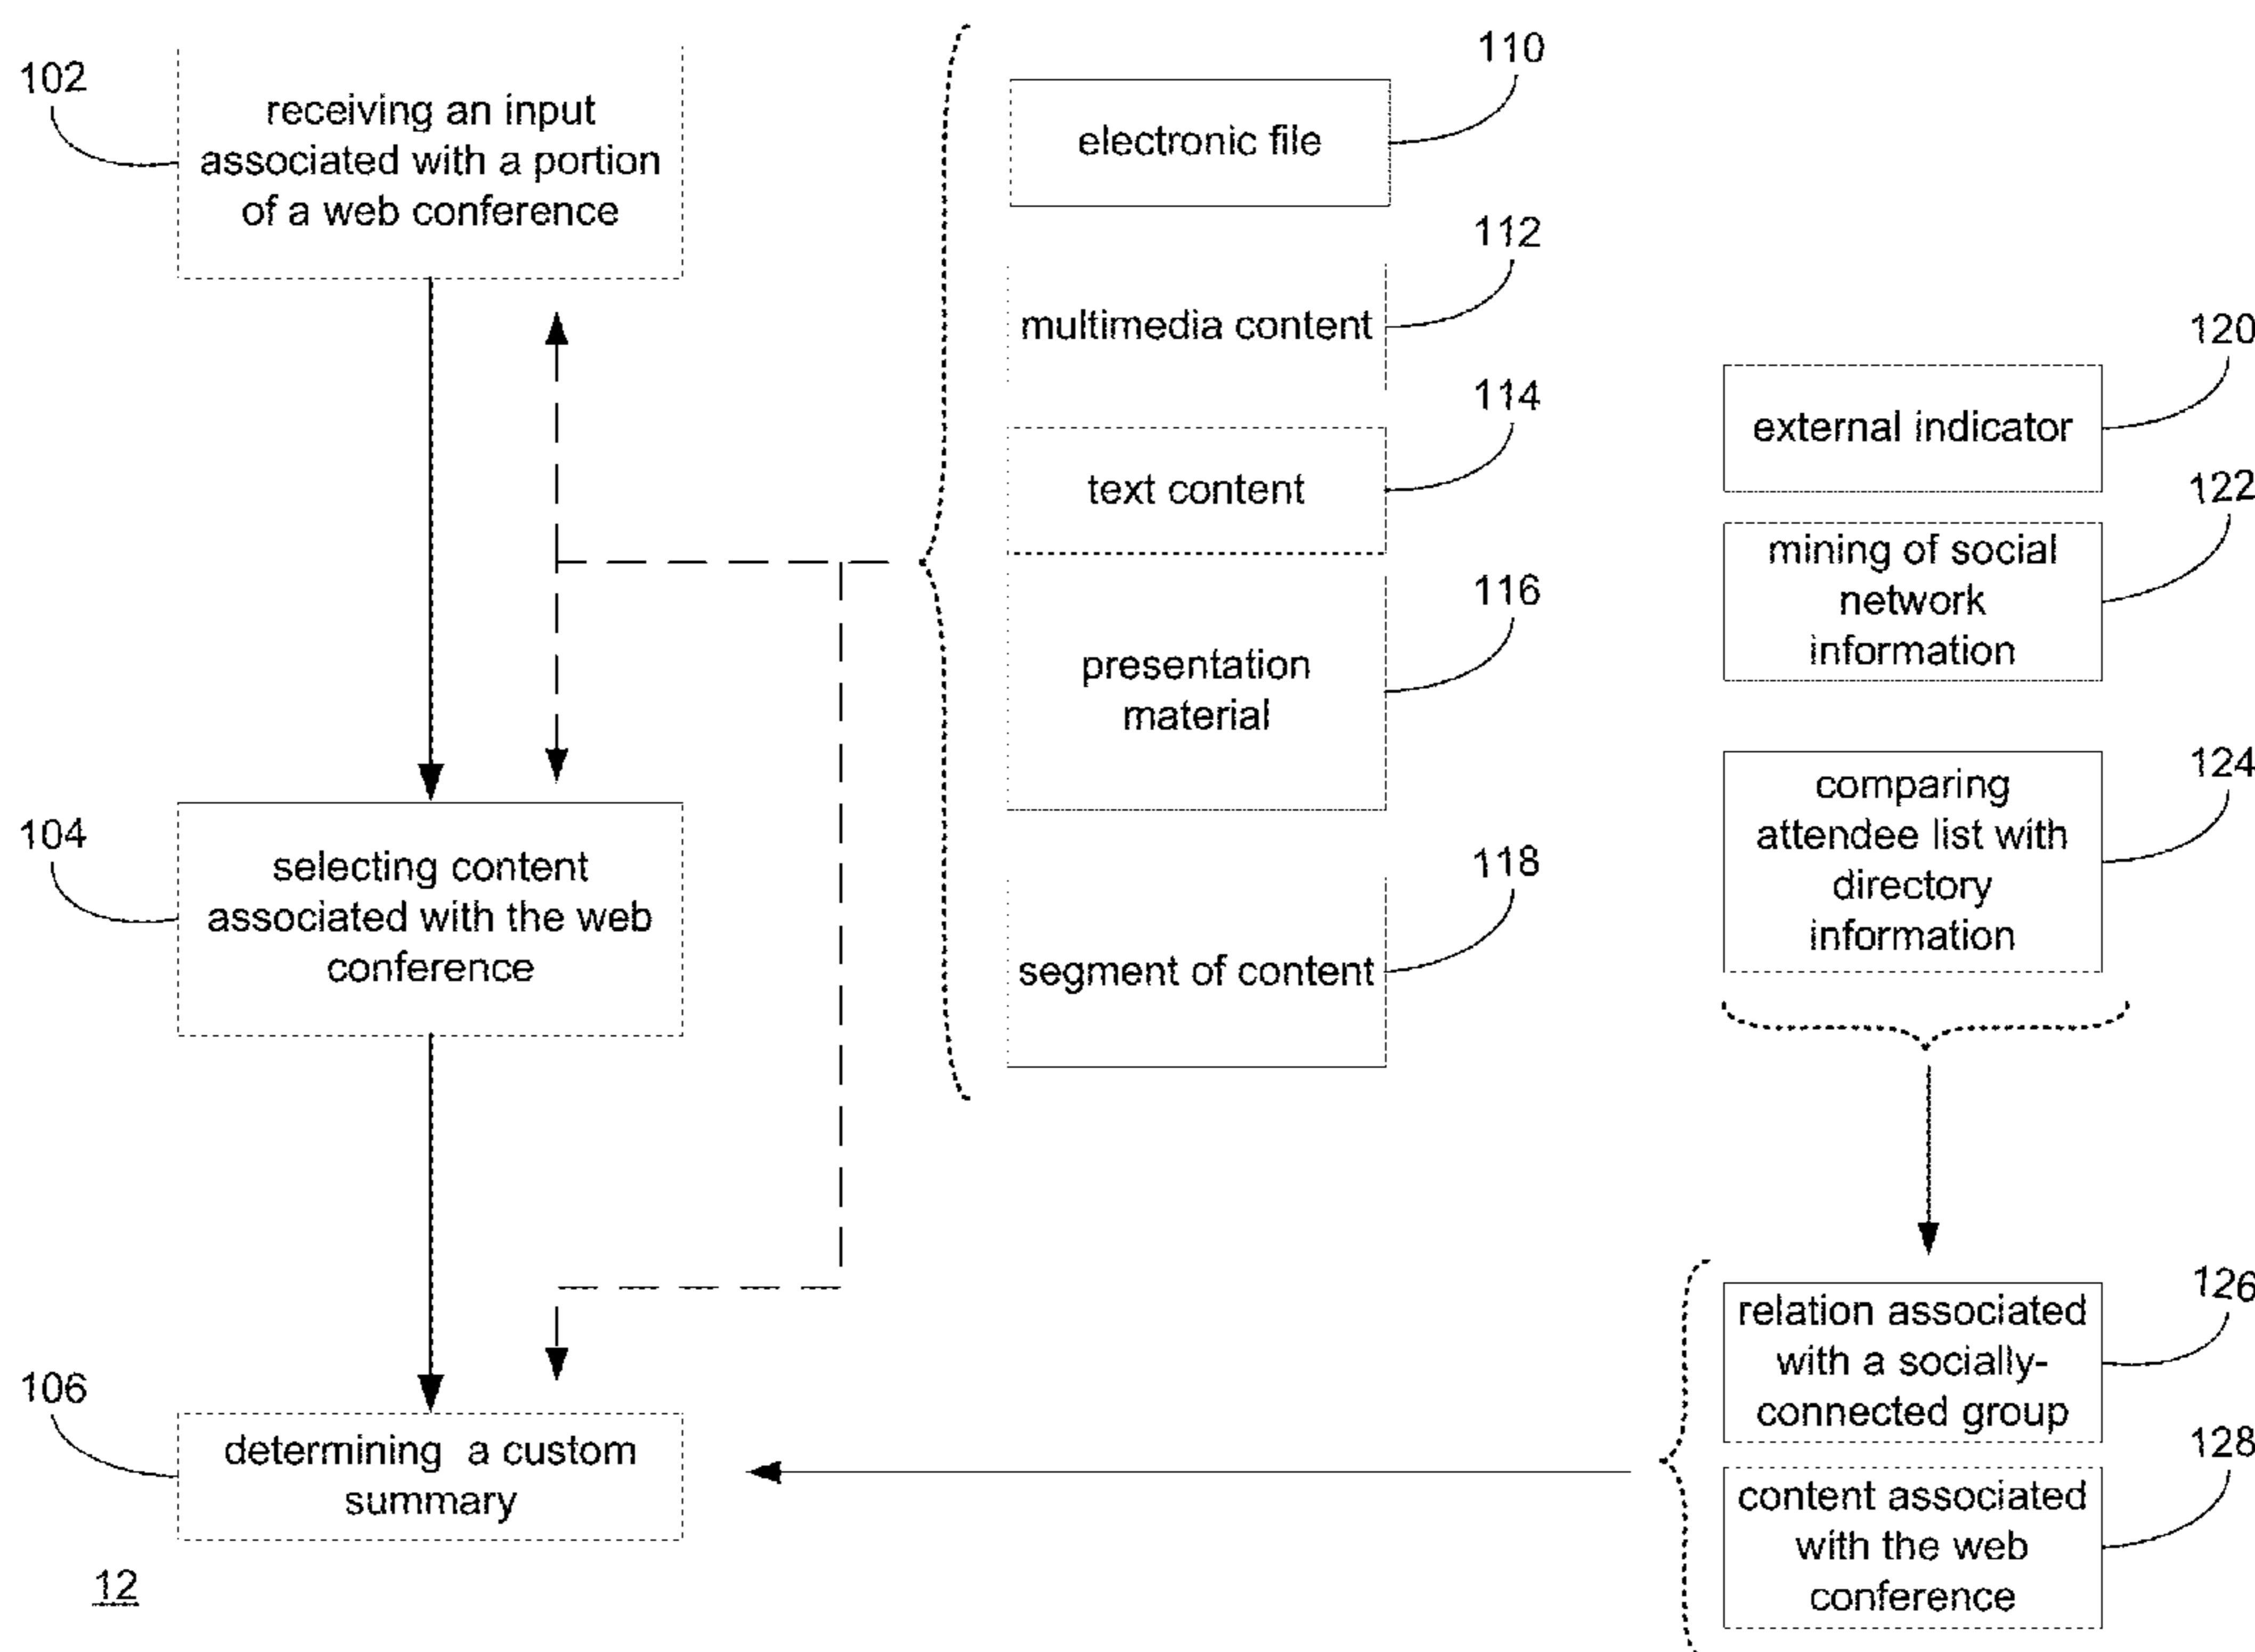 102
receiving an input
associated with a portion
of a web conference
104
selecting content
associated with the web
conference
106
determining a custom
summary
12
110
electronic file
112
multimedia content
114
text content
116
presentation
material
118
segment of content
120
external indicator
122
mining of social
network
information
124
comparing
attendee list with
directory
information
126
relation associated
with a socially-
connected group
128
content associated
with the web
conference